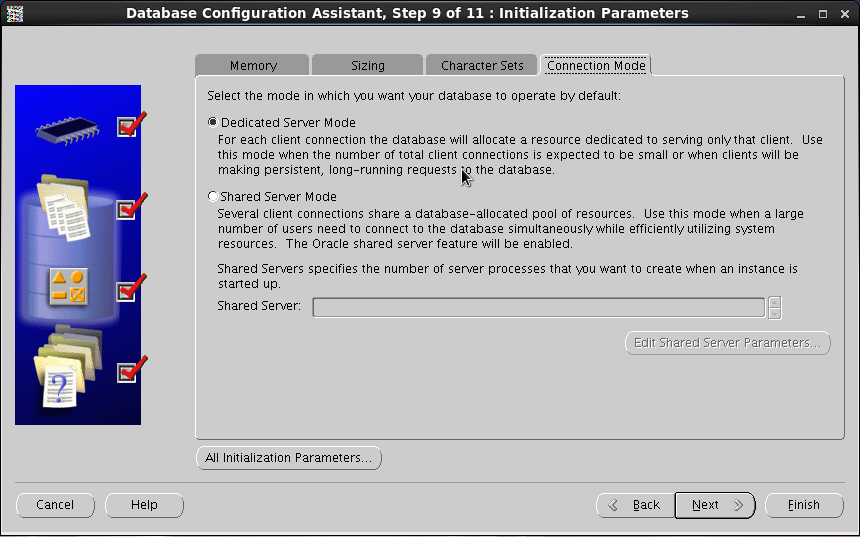 Database Configuration Assistant, Step 9 of 11 : Initialization Parameters
Memory
Sizing
Character Sets
Connection Mode
Select the mode in which you want your database to operate by default:
Dedicated Server Mode
For each client connection the database will allocate a resource dedicated to serving only that client.  Use
this mode when the number of total client connections is expected to be small or when clients will be
making persistent, long-running requests to the database.
Shared Server Mode
Several client connections share a database-allocated pool of resources.  Use this mode when a large
number of users need to connect to the database simultaneously while efficiently utilizing system
resources.  The Oracle shared server feature will be enabled.
Shared Servers specifies the number of server processes that you want to create when an instance is
started up.
Shared Server:
Edit Shared Server Parameters...
?
All Initialization Parameters...
Cancel
Help
Back
Next
Finish